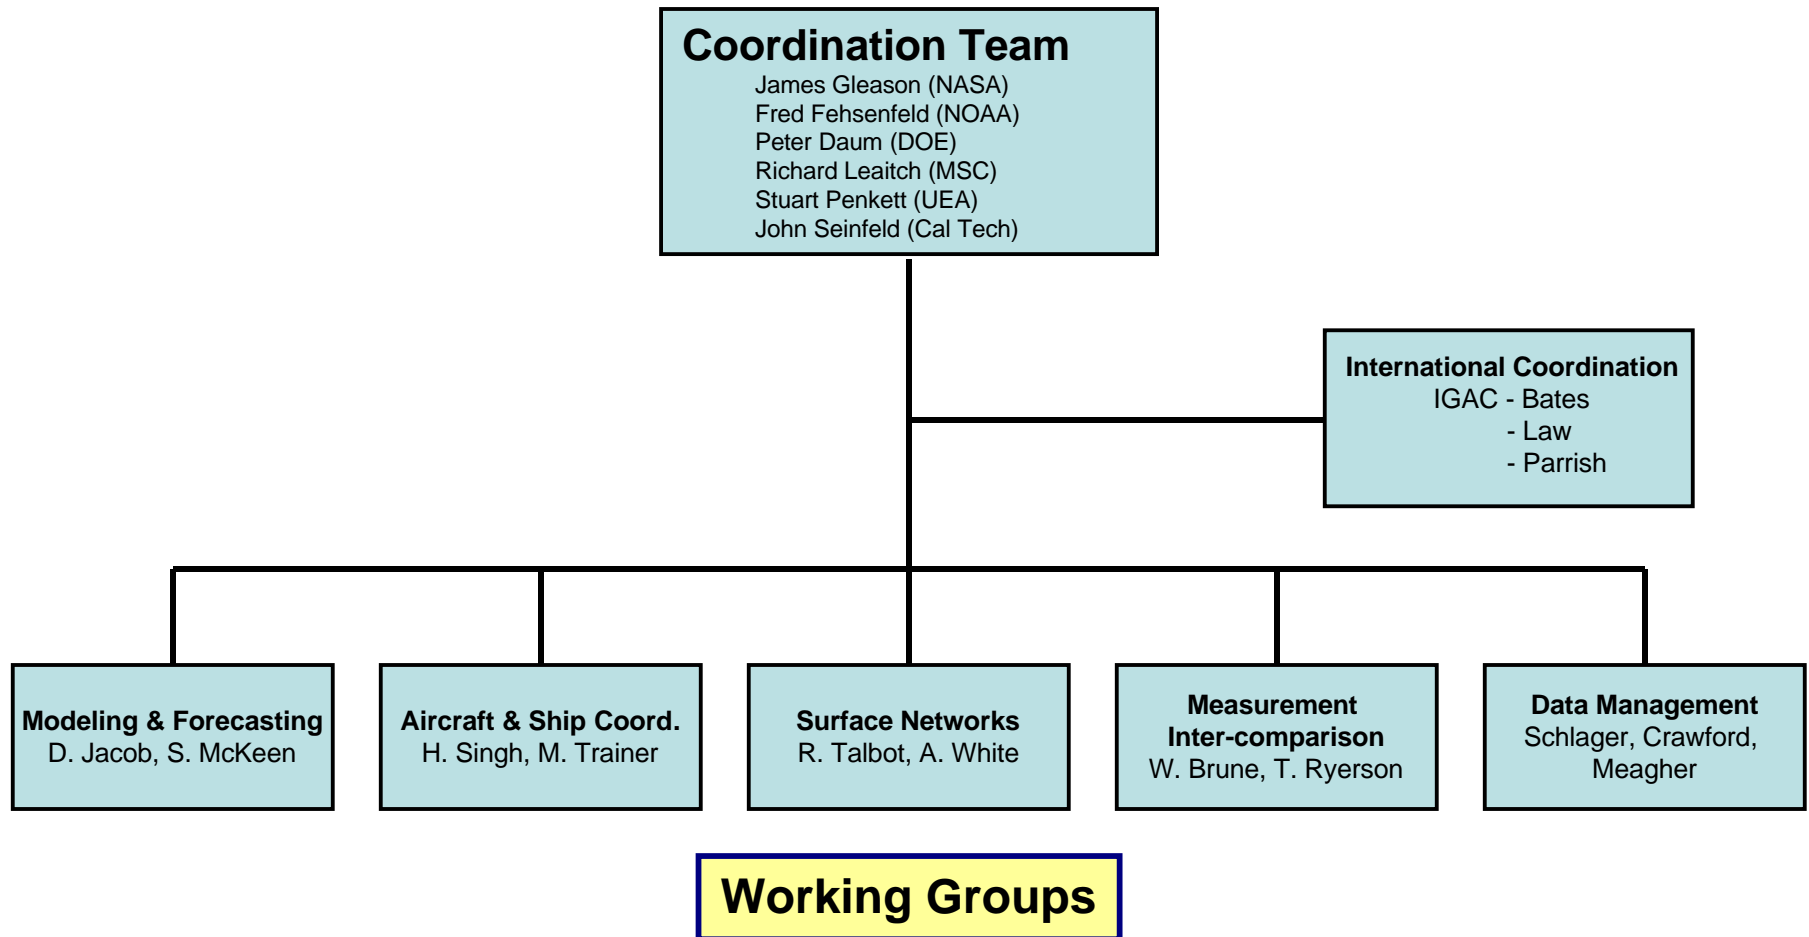 Coordination Team
James Gleason (NASA)
Fred Fehsenfeld (NOAA)
Peter Daum (DOE)
Richard Leaitch (MSC)
Stuart Penkett (UEA)
John Seinfeld (Cal Tech)
International Coordination
IGAC - Bates
- Law
- Parrish
Modeling & Forecasting
D. Jacob, S. McKeen
Aircraft & Ship Coord.
H. Singh, M. Trainer
Surface Networks
R. Talbot, A. White
Measurement
Inter-comparison
W. Brune, T. Ryerson
Data Management
Schlager, Crawford,
Meagher
Working Groups